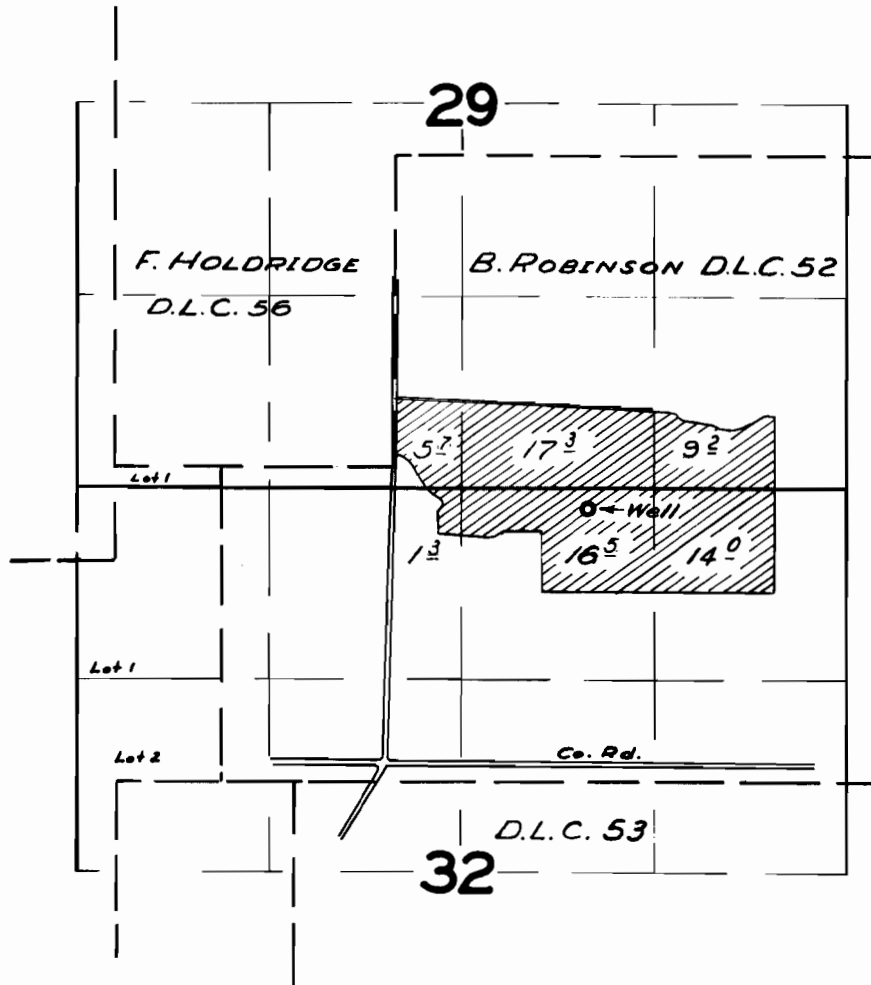 29
F. HOLDRIDGE
D.L.C. 56
B. ROBINSON D.L.C. 52
5 7
17 3
9 2
Lot 1
Well
1 3
16 5
14 0
Lot 1
Lot 2
Co. Rd.
D.L.C. 53
32